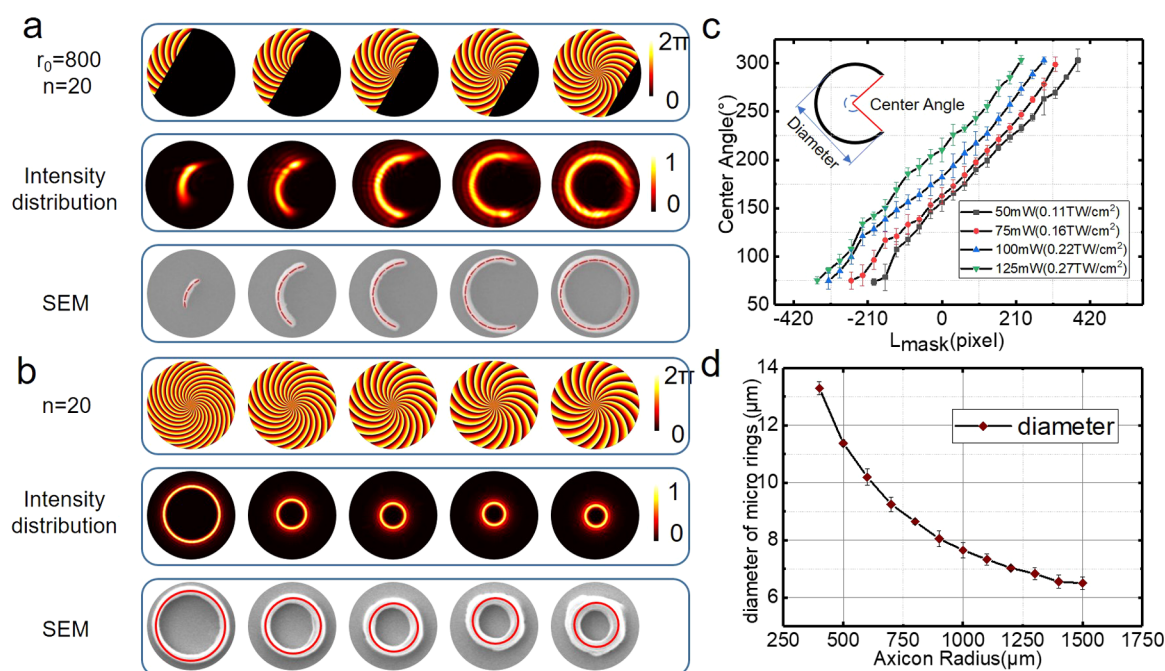 a
r₀=800
n=20
2π
0
Intensity
distribution
1
0
SEM
b
n=20
2π
0
Intensity
distribution
1
0
SEM
c
Center Angle(°)
300
250
200
150
100
50
Center Angle
Diameter
50mW(0.11TW/cm²)
75mW(0.16TW/cm²)
100mW(0.22TW/cm²)
125mW(0.27TW/cm²)
-420 -210 0 210 420
Lmask(pixel)
d
diameter of micro rings (μm)
14
12
10
8
6
diameter
250 500 750 1000 1250 1500 1750
Axicon Radius(μm)